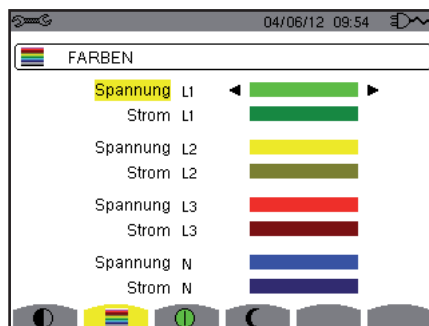 04/06/12 09:54
FARBEN
Spannung L1
Strom L1
Spannung L2
Strom L2
Spannung L3
Strom L3
Spannung N
Strom N